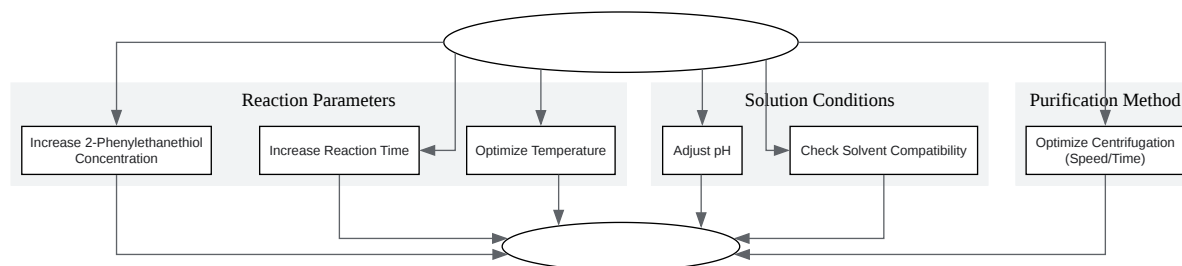 Reaction Parameters
Solution Conditions
Purification Method
Increase 2-Phenylethanethiol
Concentration
Increase Reaction Time
Optimize Temperature
Adjust pH
Check Solvent Compatibility
Optimize Centrifugation
(Speed/Time)